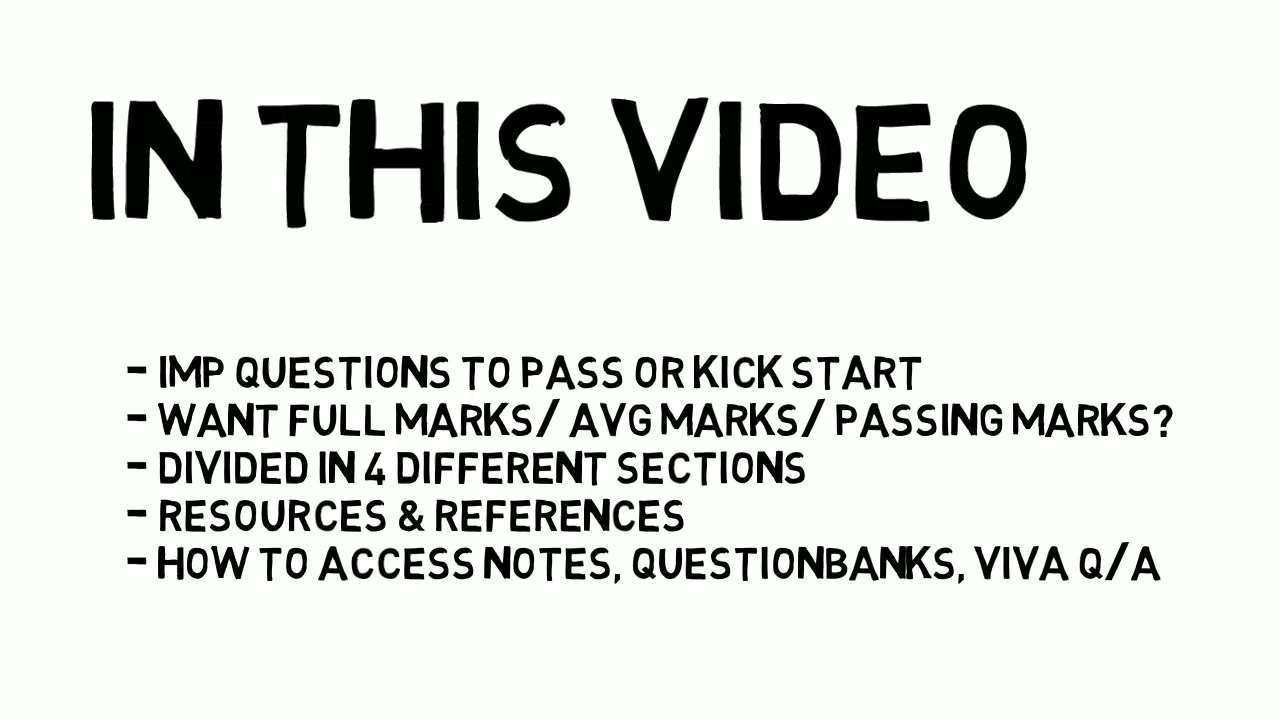 IN THIS VIDEO
- IMP QUESTIONS TO PASS OR KICK START
- WANT FULL MARKS/ AVG MARKS/ PASSING MARKS?
- DIVIDED IN 4 DIFFERENT SECTIONS
- RESOURCES & REFERENCES
- HOW TO ACCESS NOTES, QUESTIONBANKS, VIVA Q/A